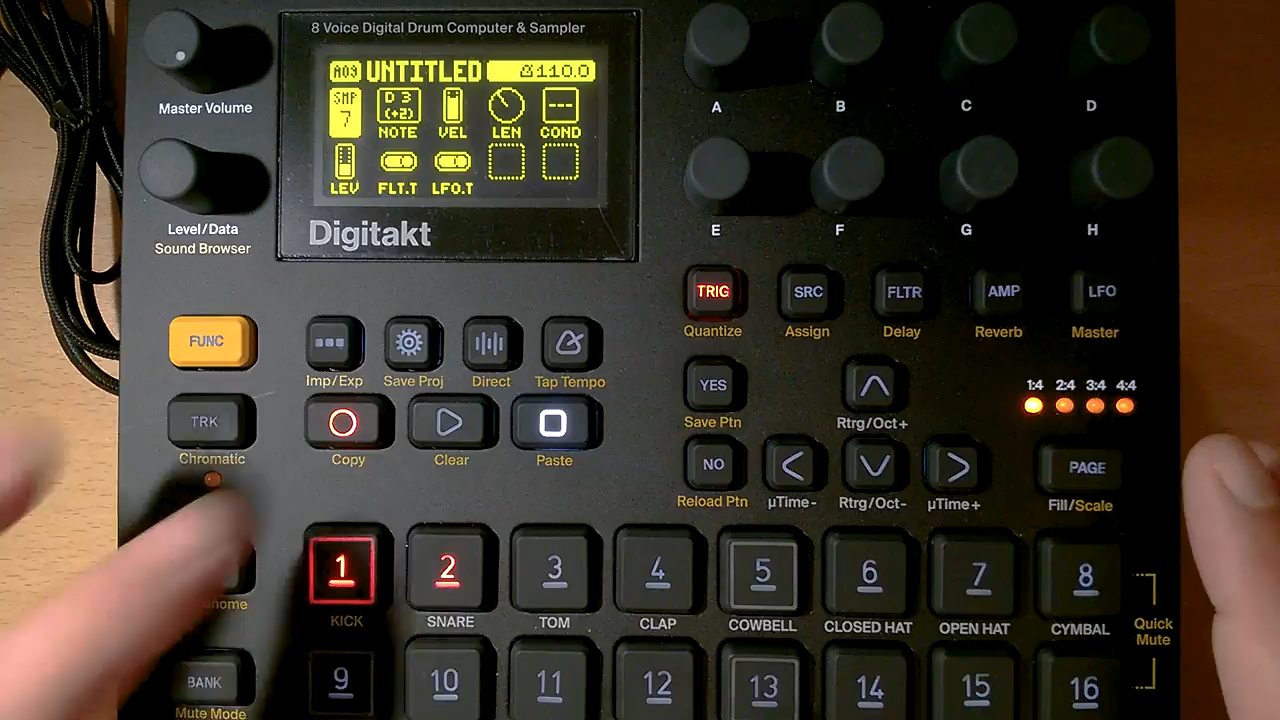 8 Voice Digital Drum Computer & Sampler
A03 UNTITLED 110.0
SMP 7 D 3 (+2) ---
NOTE VEL LEN COND
LEV FLT.T LFO.T
Digitakt
Master Volume
Level/Data
Sound Browser
A B C D
E F G H
TRIG SRC FLTR AMP LFO
Quantize Assign Delay Reverb Master
FUNC
Imp/Exp Save Proj Direct Tap Tempo
YES
Save Ptn Rtrg/Oct+
1:4 2:4 3:4 4:4
TRK
Chromatic Copy Clear Paste
NO PAGE
Reload Ptn µTime- Rtrg/Oct- µTime+ Fill/Scale
1 2 3 4 5 6 7 8
KICK SNARE TOM CLAP COWBELL CLOSED HAT OPEN HAT CYMBAL
Quick
Mute
BANK 9 10 11 12 13 14 15 16
Mute Mode